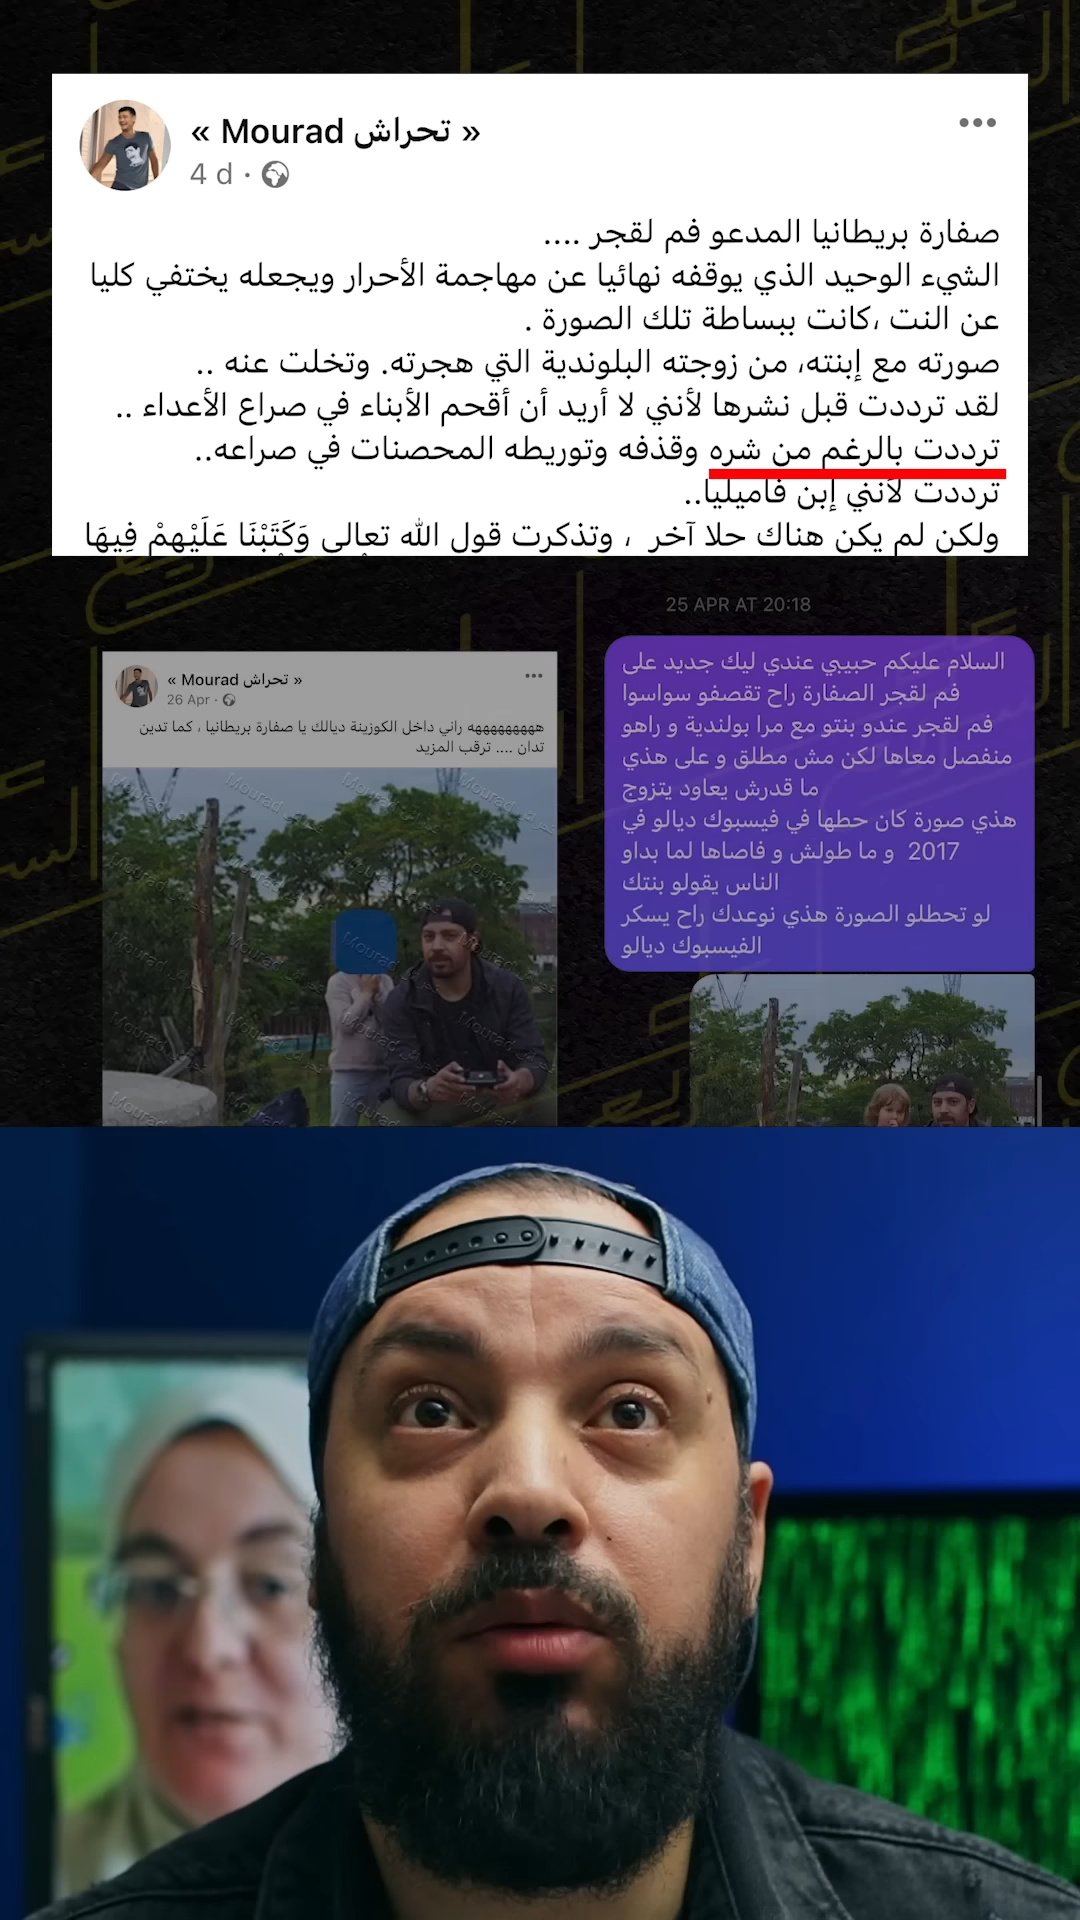 « Mourad تحراش »
4 d ·
صفارة بريطانيا المدعو فم لقجر ....
الشيء الوحيد الذي يوقفه نهائيا عن مهاجمة الأحرار ويجعله يختفي كليا
عن النت ،كانت ببساطة تلك الصورة .
صورته مع إبنته، من زوجته البلوندية التي هجرته. وتخلت عنه ..
لقد ترددت قبل نشرها لأنني لا أريد أن أقحم الأبناء في صراع الأعداء ..
ترددت بالرغم من شره وقذفه وتوريطه المحصنات في صراعه..
ترددت لأنني إبن فاميليا..
ولكن لم يكن هناك حلا آخر ، وتذكرت قول الله تعالى وَكَتَبْنَا عَلَيْهِمْ فِيهَا
25 APR AT 20:18
السلام عليكم حبيبي عندي ليك جديد على
فم لقجر الصفارة راح تقصفو سواسوا
فم لقجر عندو بنتو مع مرا بولندية و راهو
منفصل معاها لكن مش مطلق و على هذي
ما قدرش يعاود يتزوج
هذي صورة كان حطها في فيسبوك ديالو في
2017 و ما طولش و فاصاها لما بداو
الناس يقولو بنتك
لو تحطلو الصورة هذي نوعدك راح يسكر
الفيسبوك ديالو
« Mourad تحراش »
26 Apr ·
هههههههههه راني داخل الكوزينة ديالك يا صفارة بريطانيا ، كما تدين
تدان .... ترقب المزيد